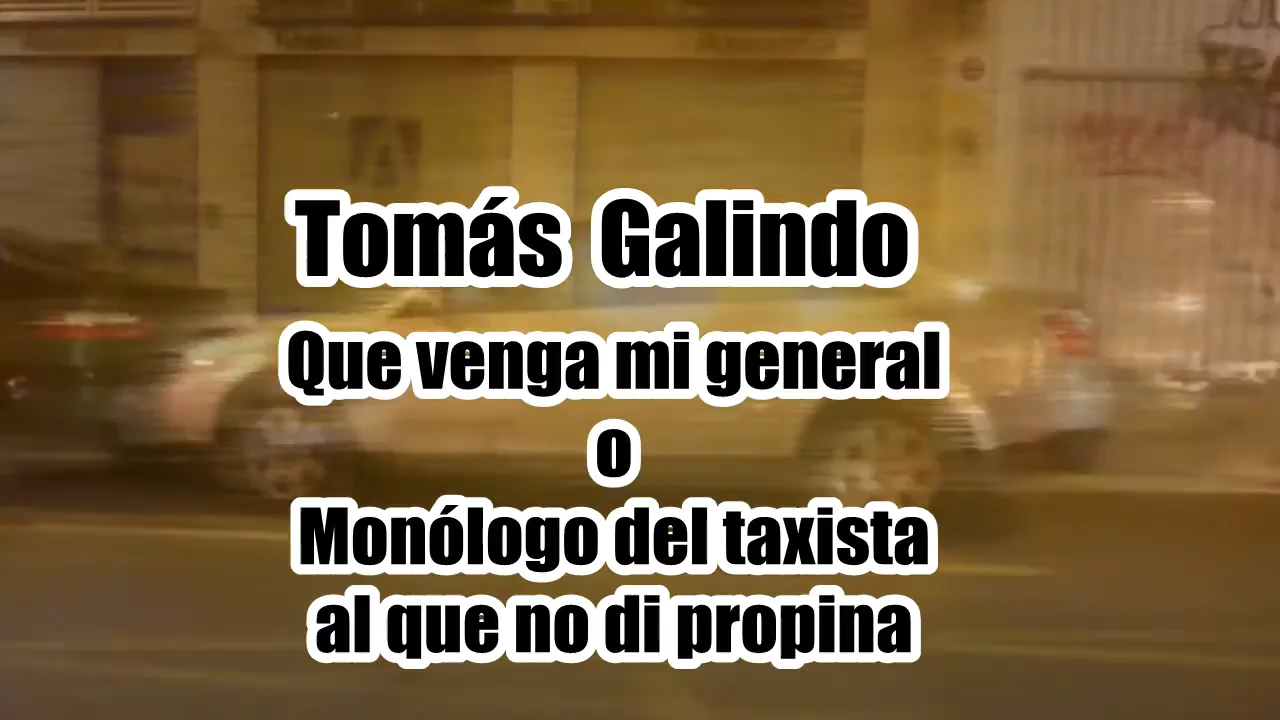 Tomás Galindo
Que venga mi general
o
Monólogo del taxista
al que no di propina